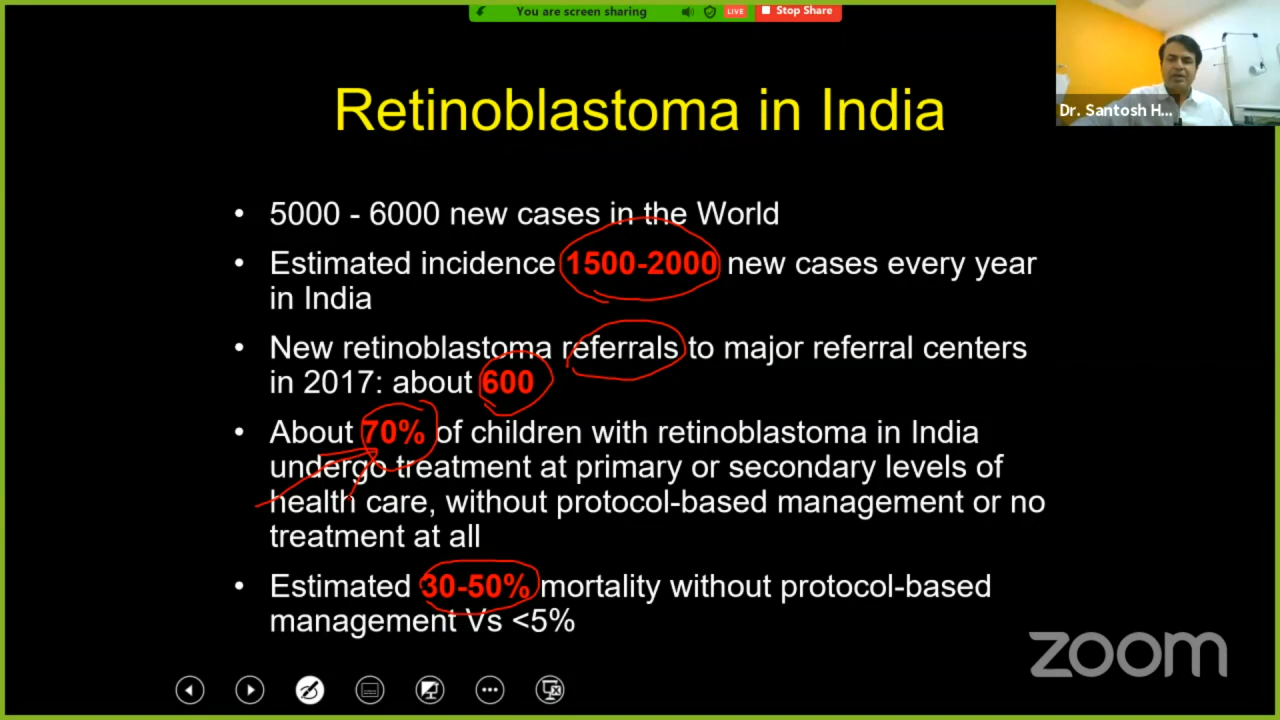 You are screen sharing
LIVE
Stop Share
Dr. Santosh H...
Retinoblastoma in India
• 5000 - 6000 new cases in the World
• Estimated incidence 1500-2000 new cases every year
in India
• New retinoblastoma referrals to major referral centers
in 2017: about 600
• About 70% of children with retinoblastoma in India
undergo treatment at primary or secondary levels of
health care, without protocol-based management or no
treatment at all
• Estimated 30-50% mortality without protocol-based
management Vs <5%
zoom